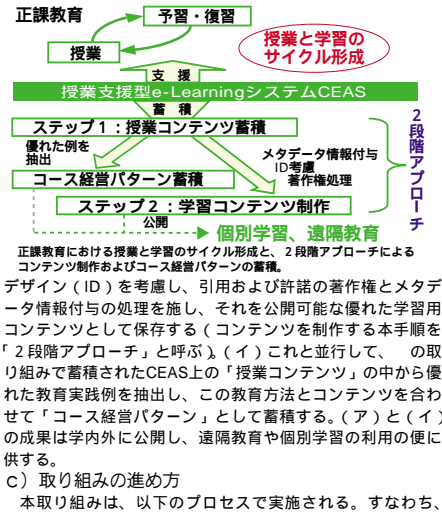 正課教育
予習・復習
授業
授業と学習の
サイクル形成
支 援
授業支援型e-LearningシステムCEAS
蓄 積
ステップ1:授業コンテンツ蓄積
優れた例を
抽出
メタデータ情報付与
ID考慮
著作権処理
コース経営パターン蓄積
ステップ2:学習コンテンツ制作
2段階アプローチ
公開
個別学習、遠隔教育
正課教育における授業と学習のサイクル形成と、2段階アプローチによる
コンテンツ制作およびコース経営パターンの蓄積。
デザイン(ID)を考慮し、引用および許諾の著作権とメタデ
ータ情報付与の処理を施し、それを公開可能な優れた学習用
コンテンツとして保存する(コンテンツを制作する本手順を
「2段階アプローチ」と呼ぶ)。(イ)これと並行して、 の取
り組みで蓄積されたCEAS上の「授業コンテンツ」の中から優
れた教育実践例を抽出し、この教育方法とコンテンツを合わ
せて「コース経営パターン」として蓄積する。(ア)と(イ)
の成果は学内外に公開し、遠隔教育や個別学習の利用の便に
供する。
C)取り組みの進め方
本取り組みは、以下のプロセスで実施される。すなわち、